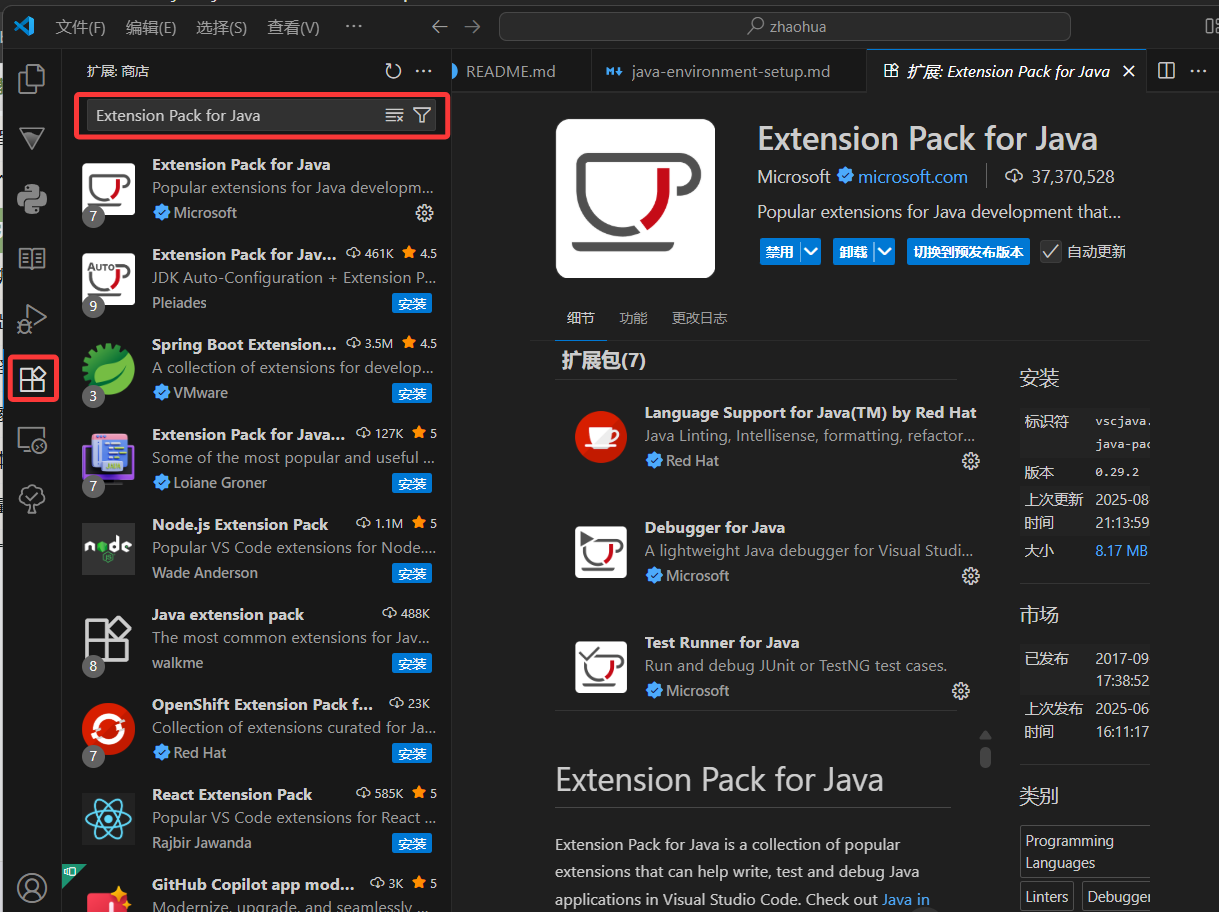 文件(F) 编辑(E) 选择(S) 查看(V) ··· zhaohua
扩展: 商店
Extension Pack for Java
Extension Pack for Java
Popular extensions for Java developm...
7 Microsoft
Extension Pack for Jav... 461K 4.5
JDK Auto-Configuration + Extension P...
AUTO
9 Pleiades 安装
Spring Boot Extension... 3.5M 4.5
A collection of extensions for develop...
3 VMware 安装
Extension Pack for Java... 127K 5
Some of the most popular and useful ...
7 Loiane Groner 安装
Node.js Extension Pack 1.1M 5
Popular VS Code extensions for Node....
node
Wade Anderson 安装
Java extension pack 488K
The most common extensions for Jav...
8 walkme 安装
OpenShift Extension Pack f... 23K
Collection of extensions curated for Ja...
7 Red Hat 安装
React Extension Pack 585K 5
Popular VS Code extensions for React ...
Rajbir Jawanda 安装
GitHub Copilot app mod... 3K 5
Modernize, upgrade, and seamlessly ...
README.md java-environment-setup.md 扩展: Extension Pack for Java
Extension Pack for Java
Microsoft microsoft.com 37,370,528
Popular extensions for Java development that...
禁用 卸载 切换到预发布版本 自动更新
细节 功能 更改日志
扩展包(7)
Language Support for Java(TM) by Red Hat
Java Linting, Intellisense, formatting, refactor...
Red Hat
Debugger for Java
A lightweight Java debugger for Visual Studi...
Microsoft
Test Runner for Java
Run and debug JUnit or TestNG test cases.
Microsoft
Extension Pack for Java
Extension Pack for Java is a collection of popular
extensions that can help write, test and debug Java
applications in Visual Studio Code. Check out Java in
安装
标识符 vscjava.
java-pac
版本 0.29.2
上次更新 2025-08
时间 21:13:59
大小 8.17 MB
市场
已发布 2017-09
17:38:52
上次发布 2025-06
时间 16:11:17
类别
Programming
Languages
Linters Debugger